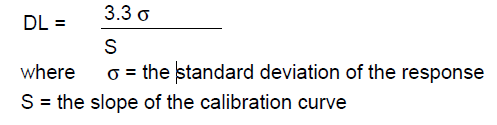 DL = 3.3 σ
S
where σ = the standard deviation of the response
S = the slope of the calibration curve